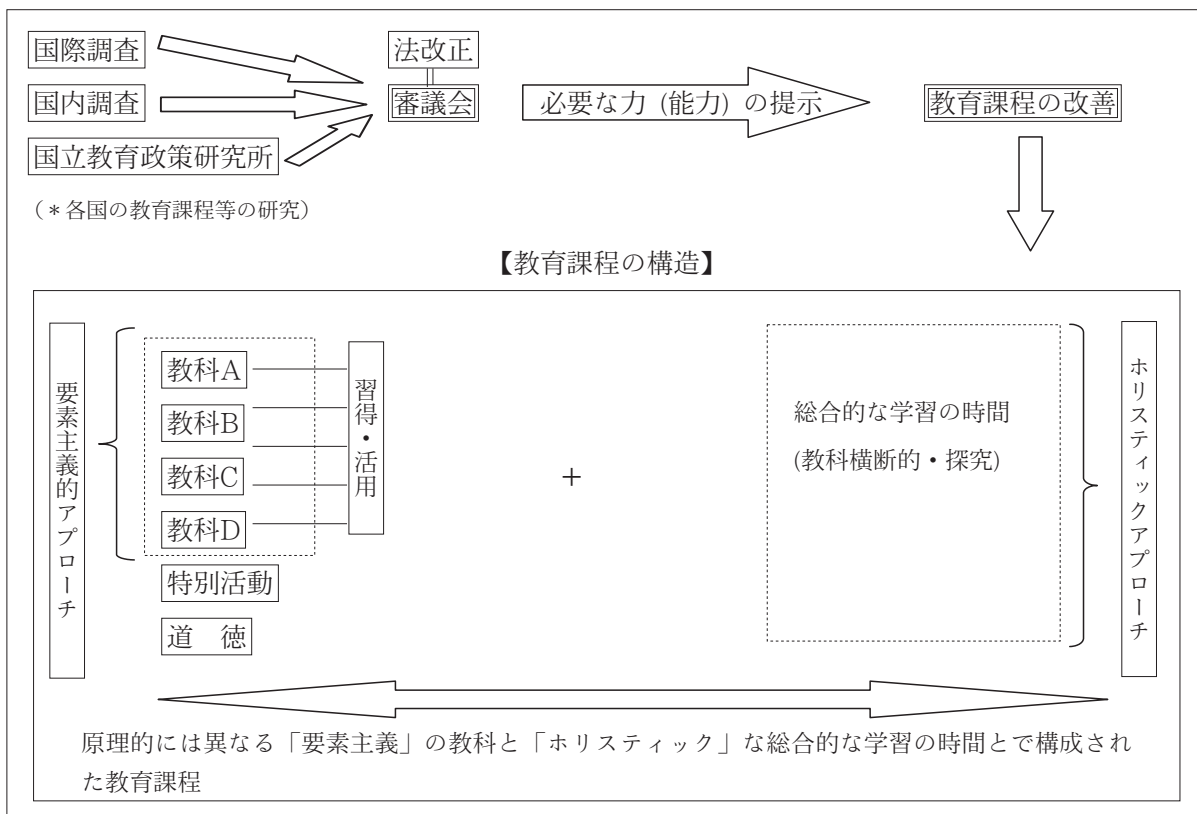 国際調査
法改正
国内調査
審議会
必要な力 (能力) の提示
教育課程の改善
国立教育政策研究所
(*各国の教育課程等の研究)
【教育課程の構造】
要素主義的アプローチ
教科A
教科B
教科C
教科D
特別活動
道　徳
習得・活用
+
総合的な学習の時間
(教科横断的・探究)
ホリスティックアプローチ
原理的には異なる「要素主義」の教科と「ホリスティック」な総合的な学習の時間とで構成され
た教育課程